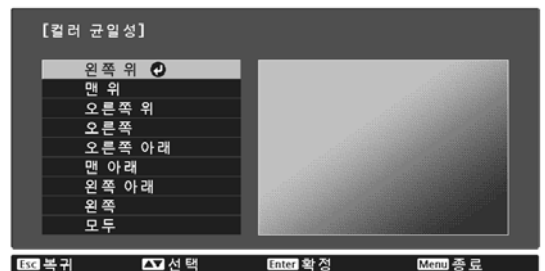 [컬러 균일성]
왼쪽 위
맨 위
오른쪽 위
오른쪽
오른쪽 아래
맨 아래
왼쪽 아래
왼쪽
모두
Esc 복귀 선택 Enter 확정 Menu 종료